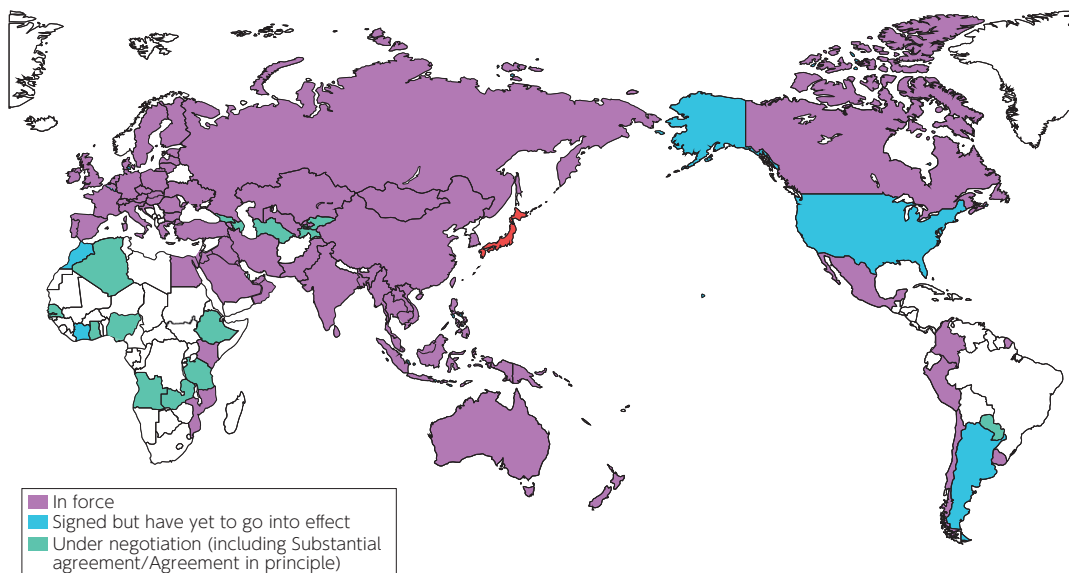 In force
Signed but have yet to go into effect
Under negotiation (including Substantial
agreement/Agreement in principle)